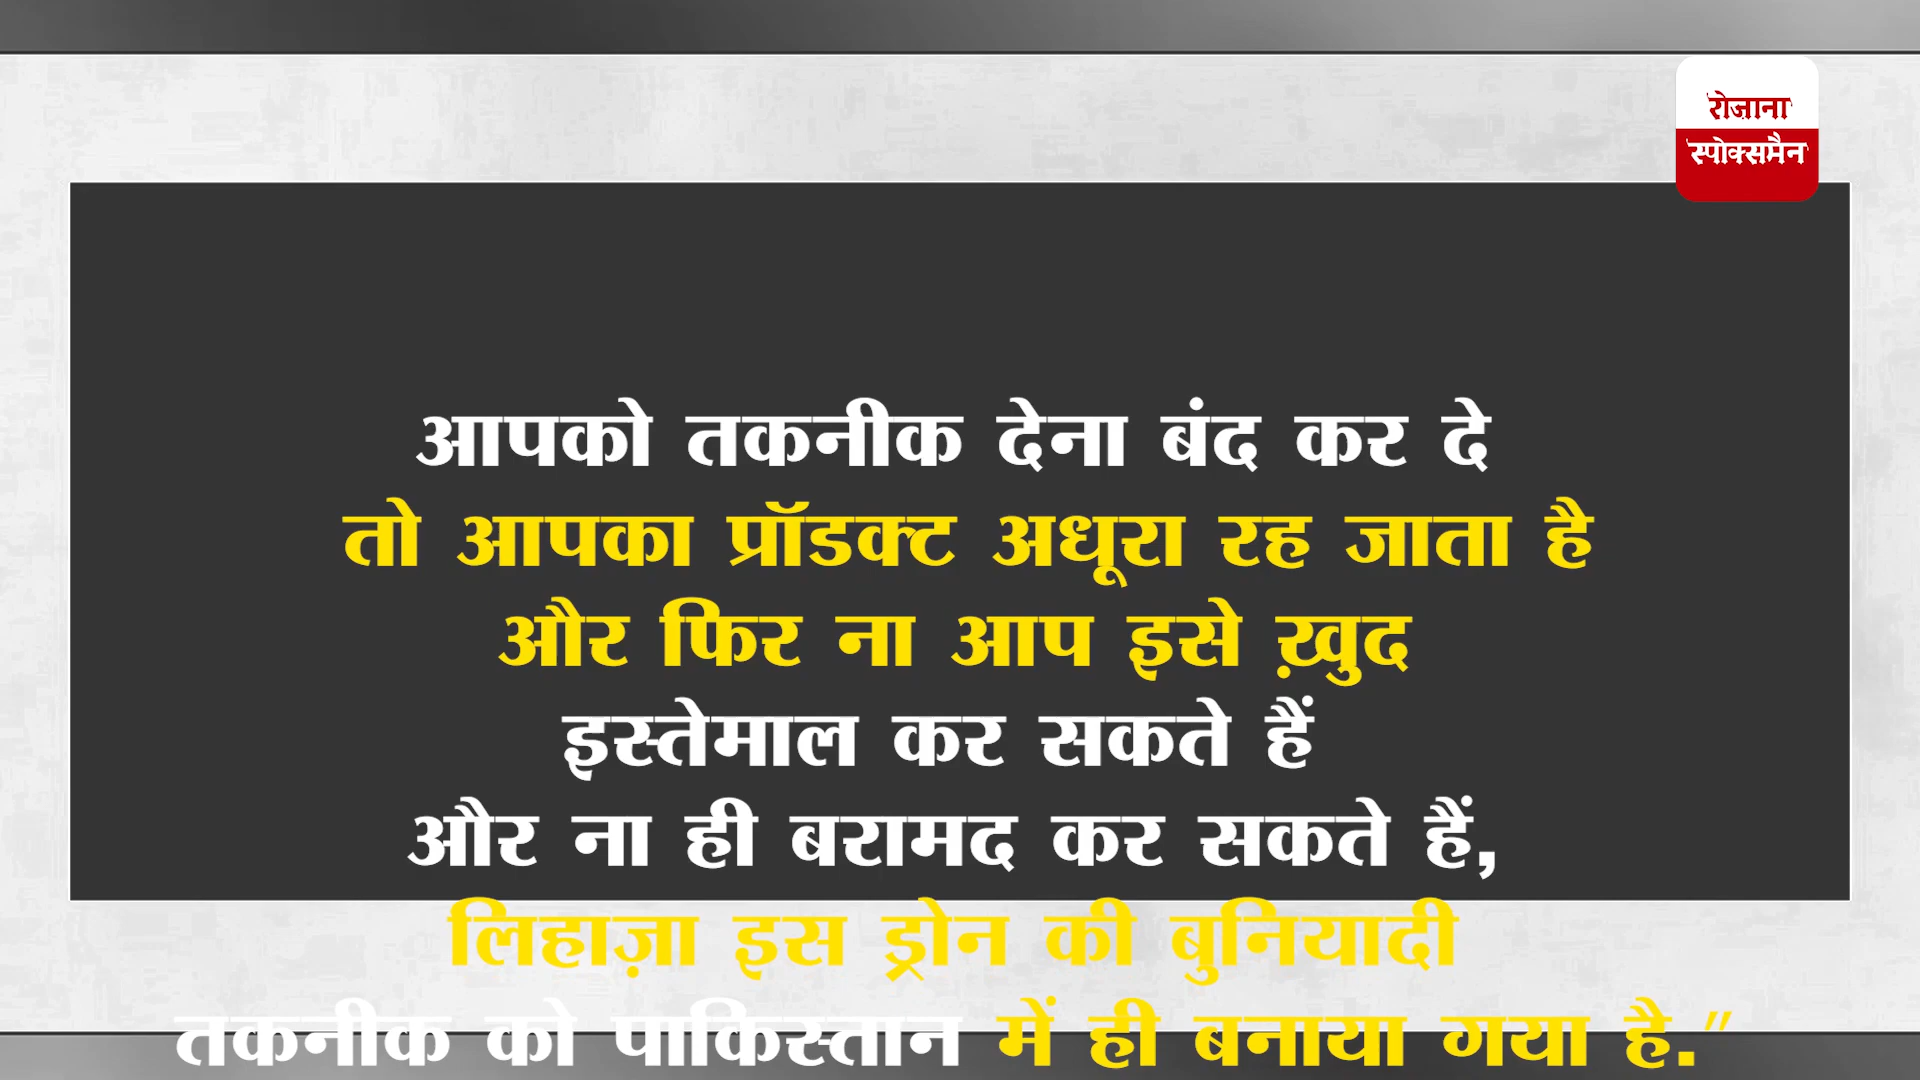 रोज़ाना
स्पोक्समैन
आपको तकनीक देना बंद कर दे
तो आपका प्रॉडक्ट अधूरा रह जाता है
और फिर ना आप इसे ख़ुद
इस्तेमाल कर सकते हैं
और ना ही बरामद कर सकते हैं,
लिहाज़ा इस ड्रोन की बुनियादी
तकनीक को पाकिस्तान में ही बनाया गया है."